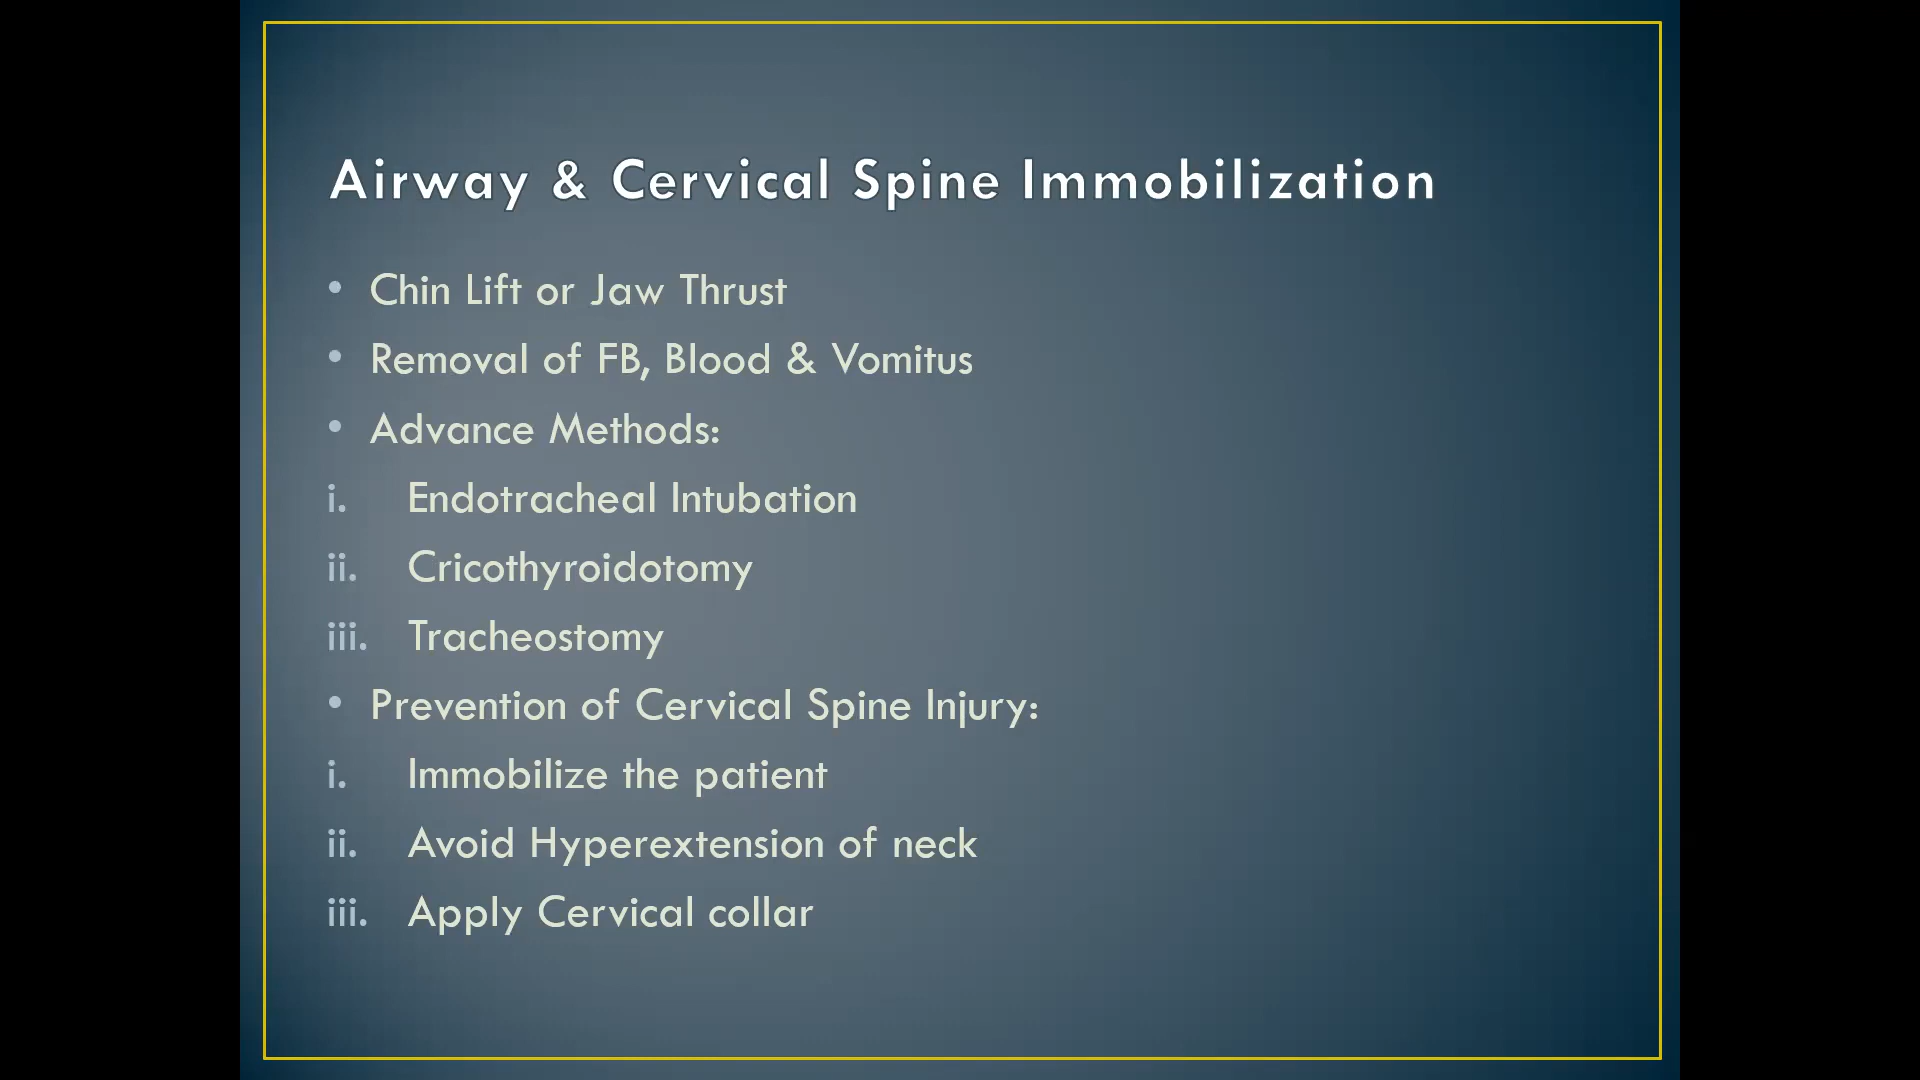 Airway & Cervical Spine Immobilization
• Chin Lift or Jaw Thrust
• Removal of FB, Blood & Vomitus
• Advance Methods:
i. Endotracheal Intubation
ii. Cricothyroidotomy
iii. Tracheostomy
• Prevention of Cervical Spine Injury:
i. Immobilize the patient
ii. Avoid Hyperextension of neck
iii. Apply Cervical collar